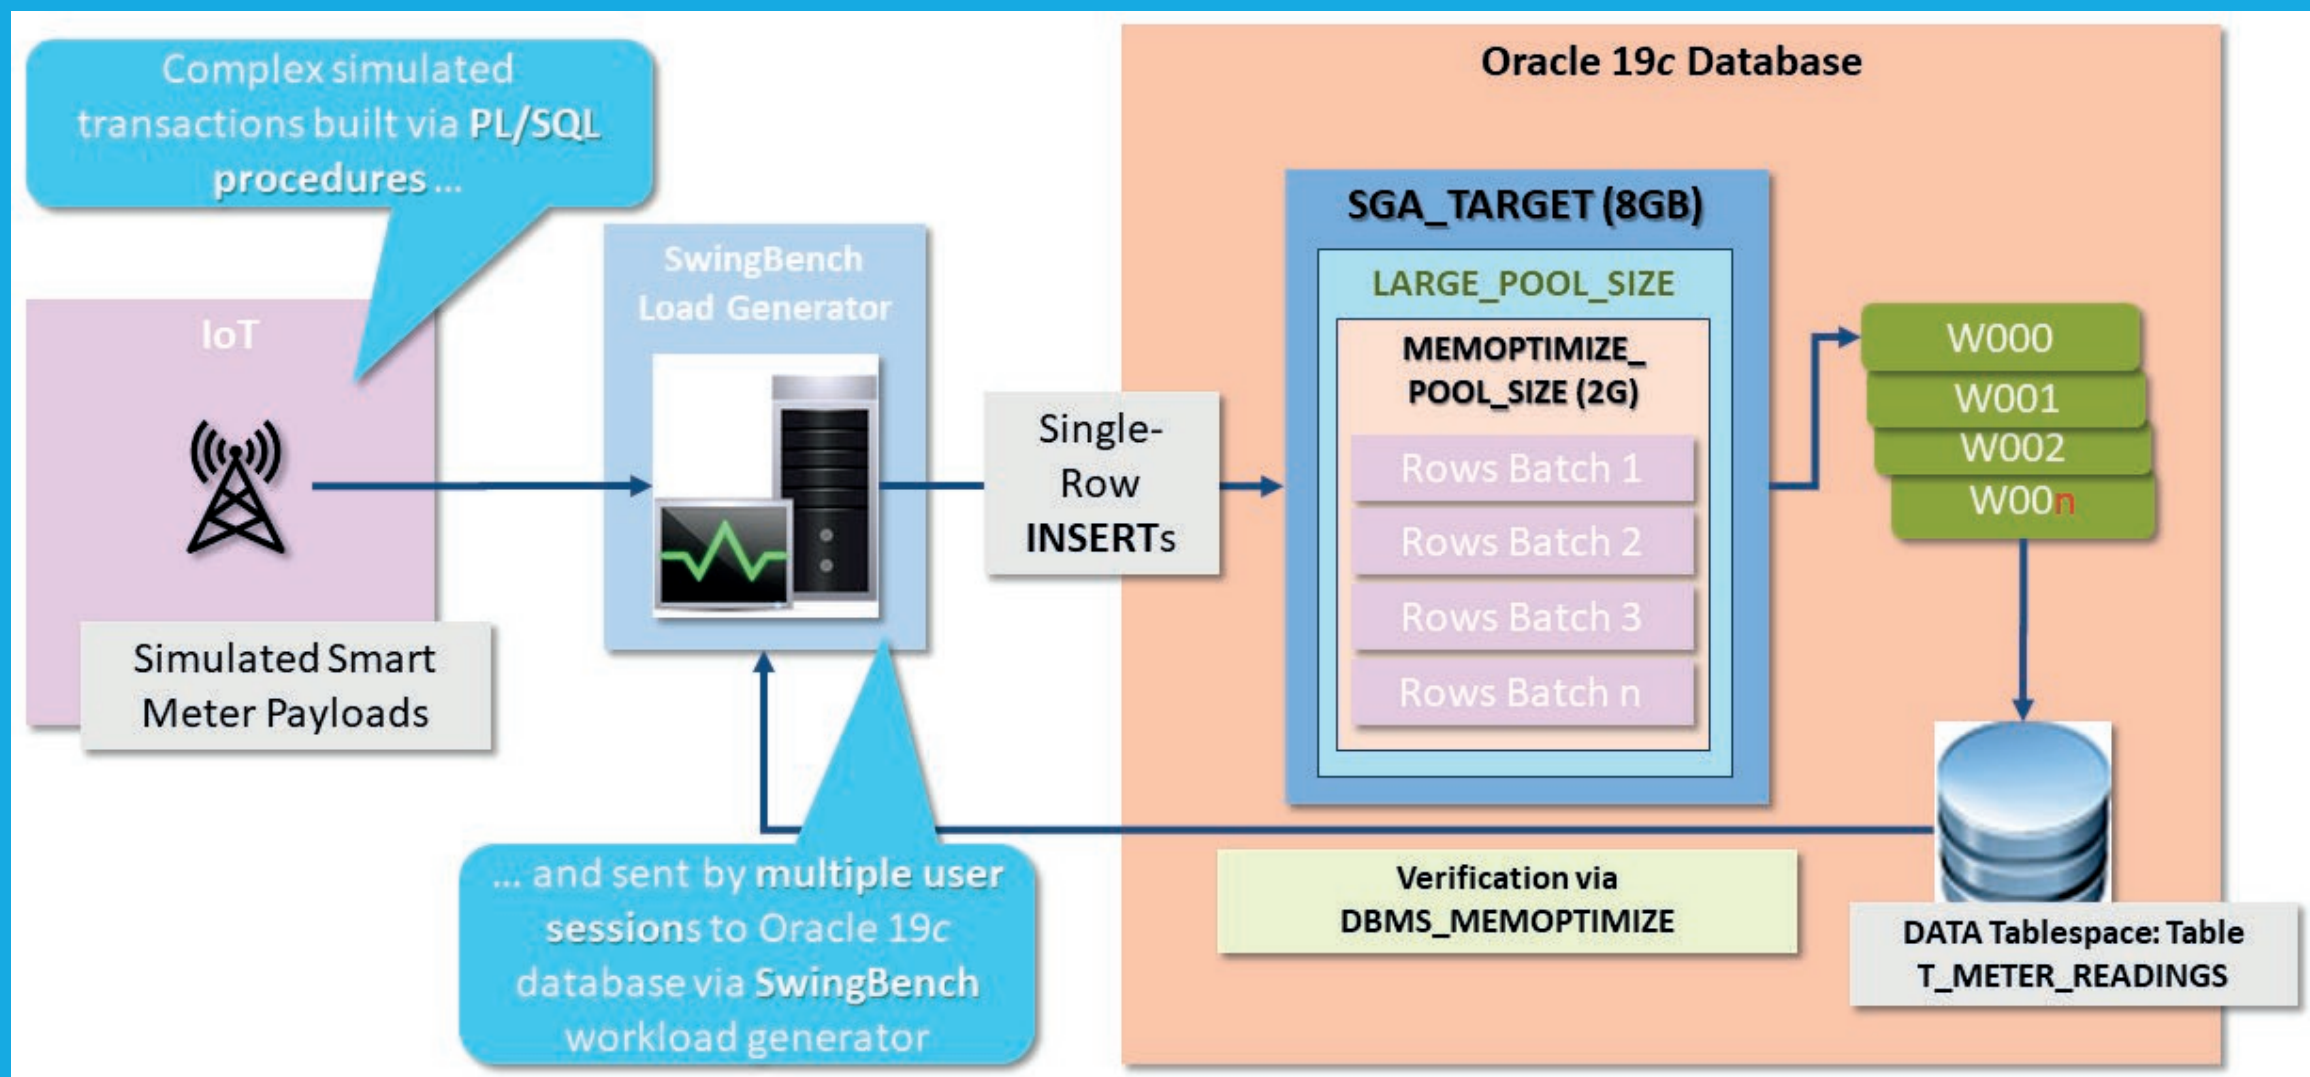 Complex simulated
transactions built via PL/SQL
procedures ...
IoT
Simulated Smart
Meter Payloads
SwingBench
Load Generator
... and sent by multiple user
sessions to Oracle 19c
database via SwingBench
workload generator
Single-
Row
INSERTs
Oracle 19c Database
SGA_TARGET (8GB)
LARGE_POOL_SIZE
MEMOPTIMIZE_
POOL_SIZE (2G)
Rows Batch 1
Rows Batch 2
Rows Batch 3
Rows Batch n
W000
W001
W002
W00n
Verification via
DBMS_MEMOPTIMIZE
DATA Tablespace: Table
T_METER_READINGS